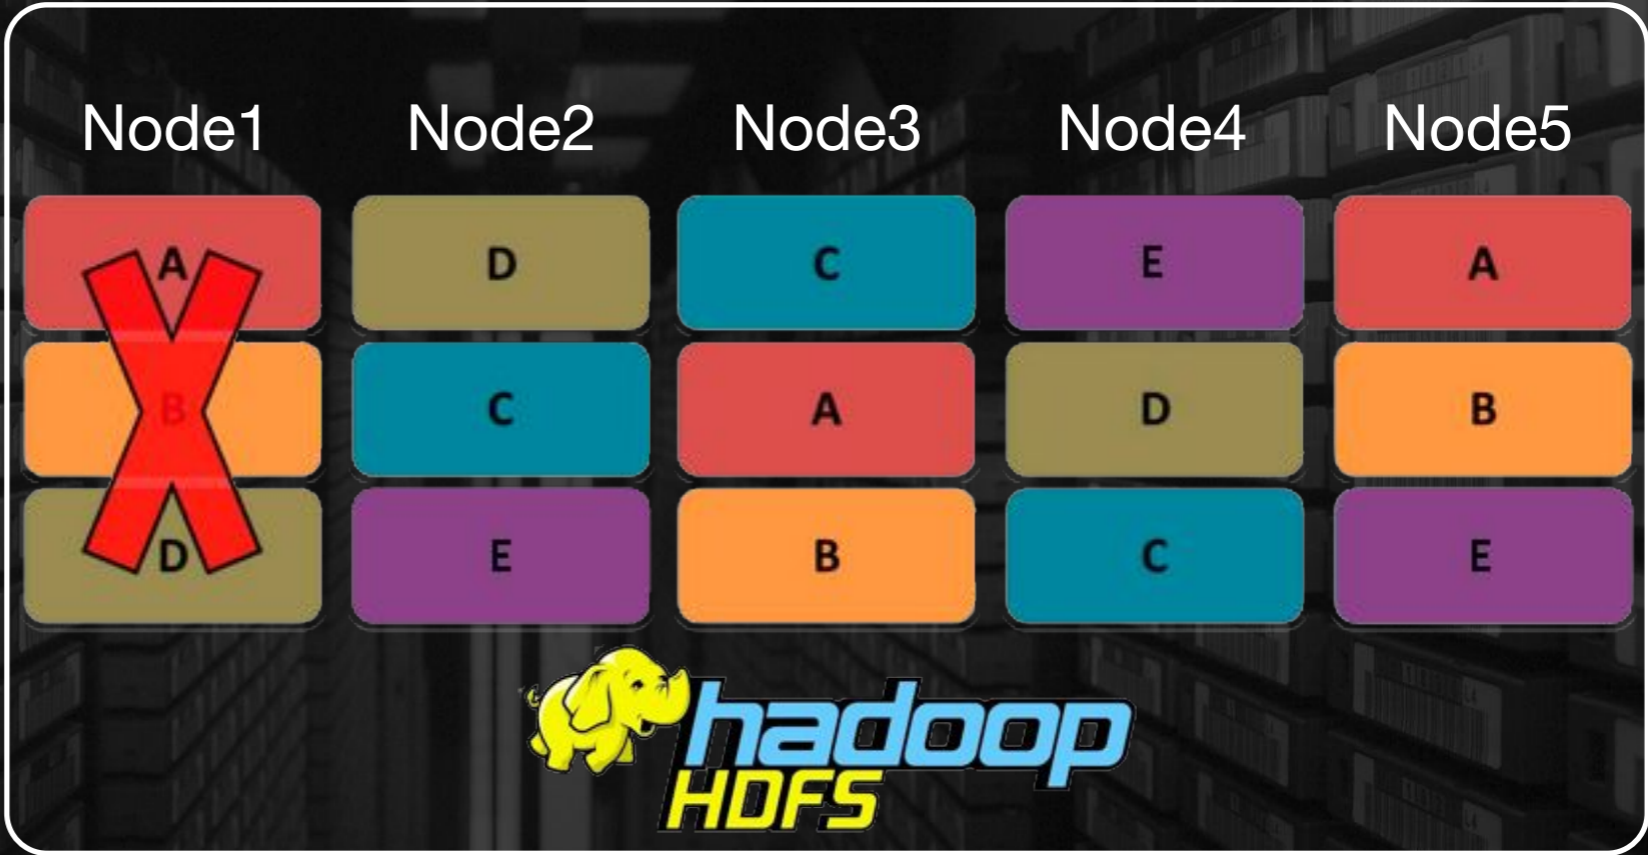 Node1 Node2 Node3 Node4 Node5
A D C E A
B C A D B
D E B C E
hadoop
HDFS